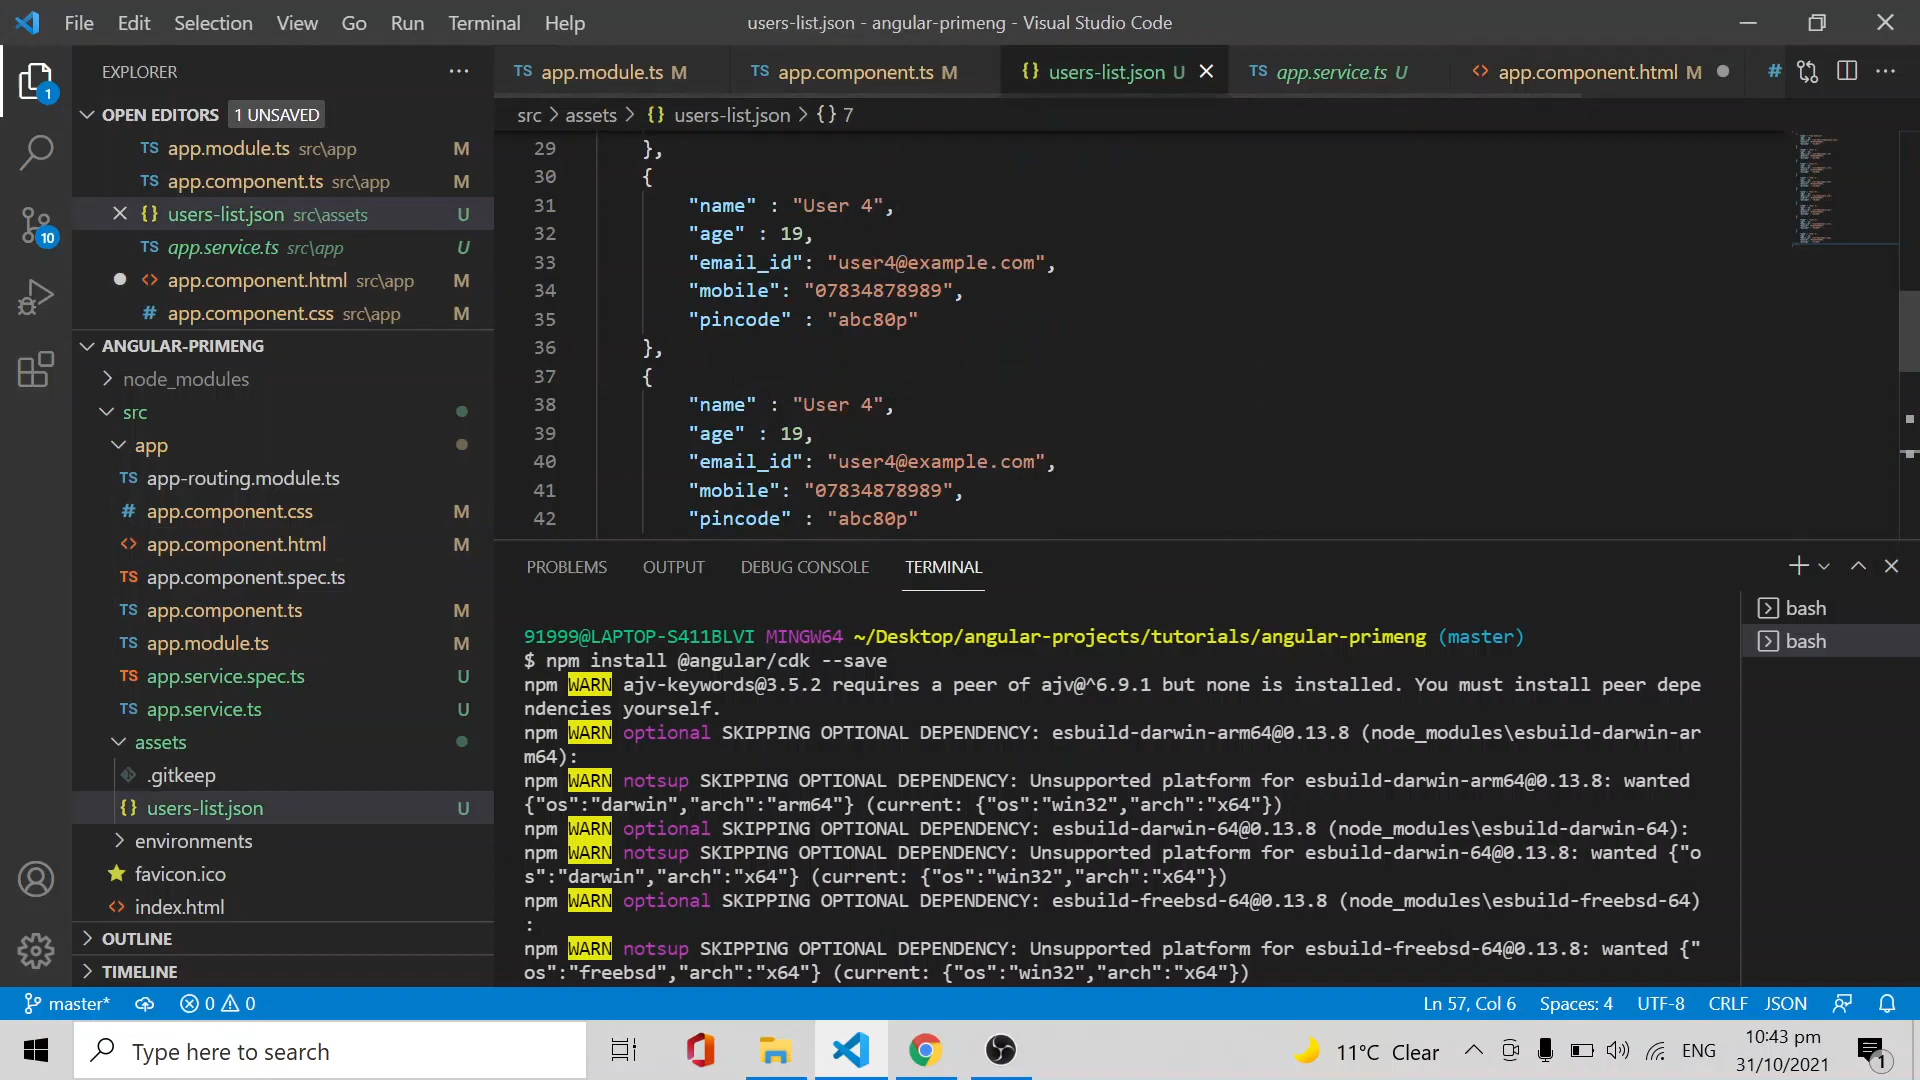 File Edit Selection View Go Run Terminal Help
users-list.json - angular-primeng - Visual Studio Code
EXPLORER
1
OPEN EDITORS 1 UNSAVED
TS app.module.ts src\app M
TS app.component.ts src\app M
{} users-list.json src\assets U
TS app.service.ts src\app U
<> app.component.html src\app M
# app.component.css src\app M
10
ANGULAR-PRIMENG
node_modules
src
app
app-routing.module.ts
TS app-routing.module.ts
# app.component.css M
<> app.component.html M
TS app.component.spec.ts
TS app.component.ts M
TS app.module.ts M
TS app.service.spec.ts U
TS app.service.ts U
assets
.gitkeep
{} users-list.json U
environments
favicon.ico
<> index.html
OUTLINE
TIMELINE
TS app.module.ts M
TS app.component.ts M
{} users-list.json U
TS app.service.ts U
<> app.component.html M
#
src > assets > {} users-list.json > {} 7
29 },
30 {
31 "name" : "User 4",
32 "age" : 19,
33 "email_id": "user4@example.com",
34 "mobile": "07834878989",
35 "pincode" : "abc80p"
36 },
37 {
38 "name" : "User 4",
39 "age" : 19,
40 "email_id": "user4@example.com",
41 "mobile": "07834878989",
42 "pincode" : "abc80p"
PROBLEMS OUTPUT DEBUG CONSOLE TERMINAL
bash
bash
91999@LAPTOP-S411BLVI MINGW64 ~/Desktop/angular-projects/tutorials/angular-primeng (master)
$ npm install @angular/cdk --save
npm WARN ajv-keywords@3.5.2 requires a peer of ajv@^6.9.1 but none is installed. You must install peer depe
ndencies yourself.
npm WARN optional SKIPPING OPTIONAL DEPENDENCY: esbuild-darwin-arm64@0.13.8 (node_modules\esbuild-darwin-ar
m64):
npm WARN notsup SKIPPING OPTIONAL DEPENDENCY: Unsupported platform for esbuild-darwin-arm64@0.13.8: wanted
{"os":"darwin","arch":"arm64"} (current: {"os":"win32","arch":"x64"})
npm WARN optional SKIPPING OPTIONAL DEPENDENCY: esbuild-darwin-64@0.13.8 (node_modules\esbuild-darwin-64):
npm WARN notsup SKIPPING OPTIONAL DEPENDENCY: Unsupported platform for esbuild-darwin-64@0.13.8: wanted {"o
s":"darwin","arch":"x64"} (current: {"os":"win32","arch":"x64"})
npm WARN optional SKIPPING OPTIONAL DEPENDENCY: esbuild-freebsd-64@0.13.8 (node_modules\esbuild-freebsd-64)
:
npm WARN notsup SKIPPING OPTIONAL DEPENDENCY: Unsupported platform for esbuild-freebsd-64@0.13.8: wanted {"
os":"freebsd","arch":"x64"} (current: {"os":"win32","arch":"x64"})
master* 0 0
Ln 57, Col 6 Spaces: 4 UTF-8 CRLF JSON
Type here to search
11°C Clear
ENG
10:43 pm
31/10/2021
1